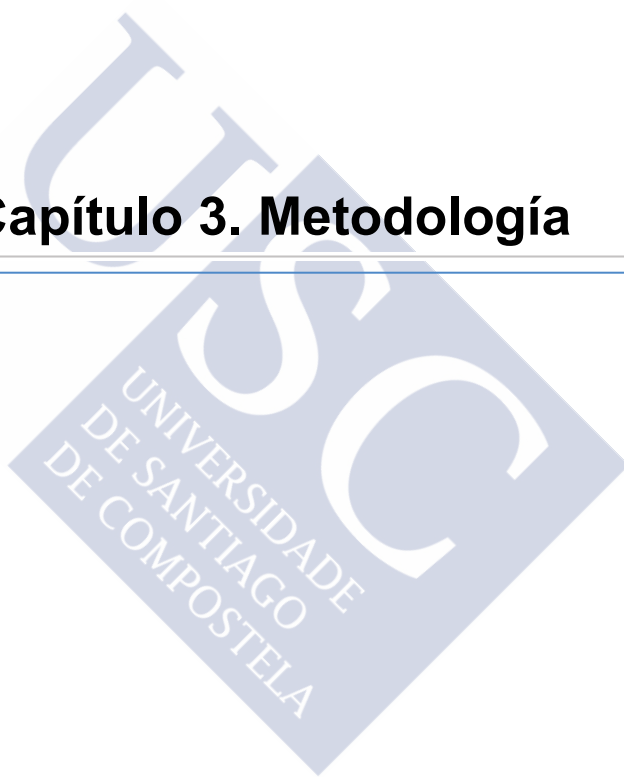 Capítulo 3. Metodología
USC
UNIVERSIDADE
DE SANTIAGO
DE COMPOSTELA